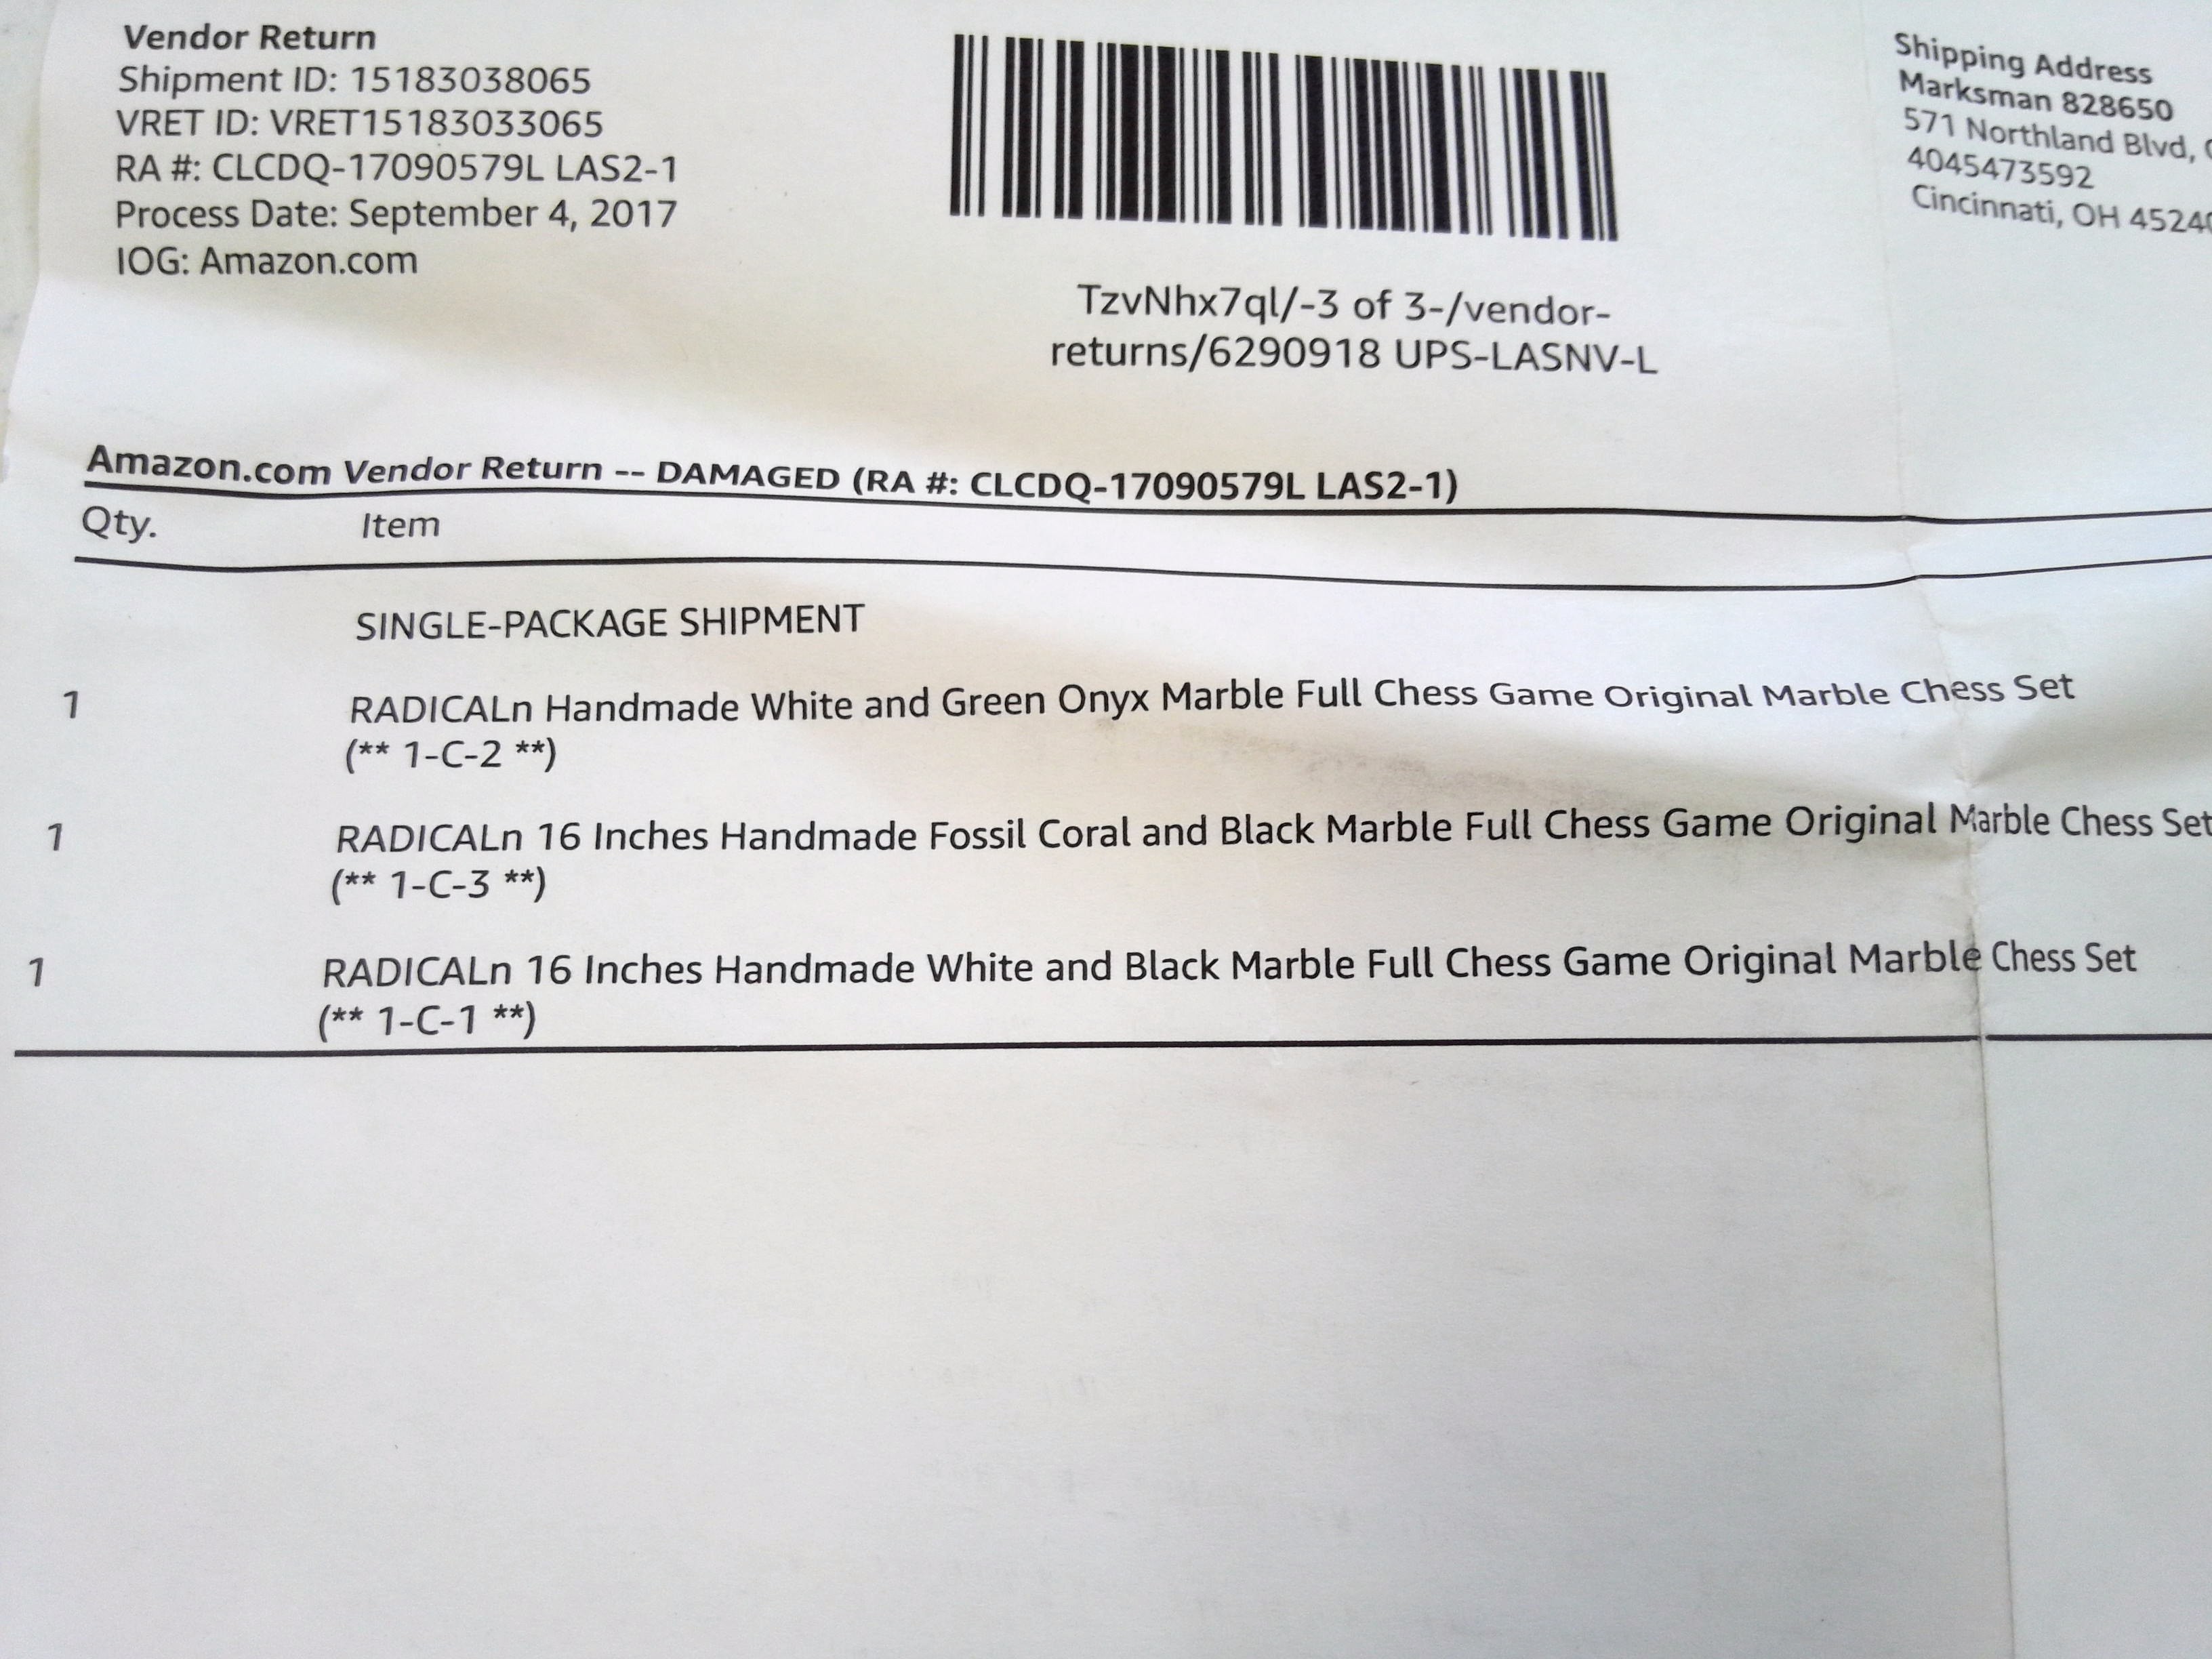 Vendor Return
Shipment ID: 15183038065
VRET ID: VRET15183033065
RA #: CLCDQ-17090579L LAS2-1
Process Date: September 4, 2017
IOG: Amazon.com
TzvNhx7ql/-3 of 3-/vendor-
returns/6290918 UPS-LASNV-L
Shipping Address
Marksman 828650
571 Northland Blvd,
4045473592
Cincinnati, OH 45240
Amazon.com Vendor Return -- DAMAGED (RA #: CLCDQ-17090579L LAS2-1)
Qty. Item
SINGLE-PACKAGE SHIPMENT
1 RADICALn Handmade White and Green Onyx Marble Full Chess Game Original Marble Chess Set
(** 1-C-2 **)
1 RADICALn 16 Inches Handmade Fossil Coral and Black Marble Full Chess Game Original Marble Chess Set
(** 1-C-3 **)
1 RADICALn 16 Inches Handmade White and Black Marble Full Chess Game Original Marble Chess Set
(** 1-C-1 **)